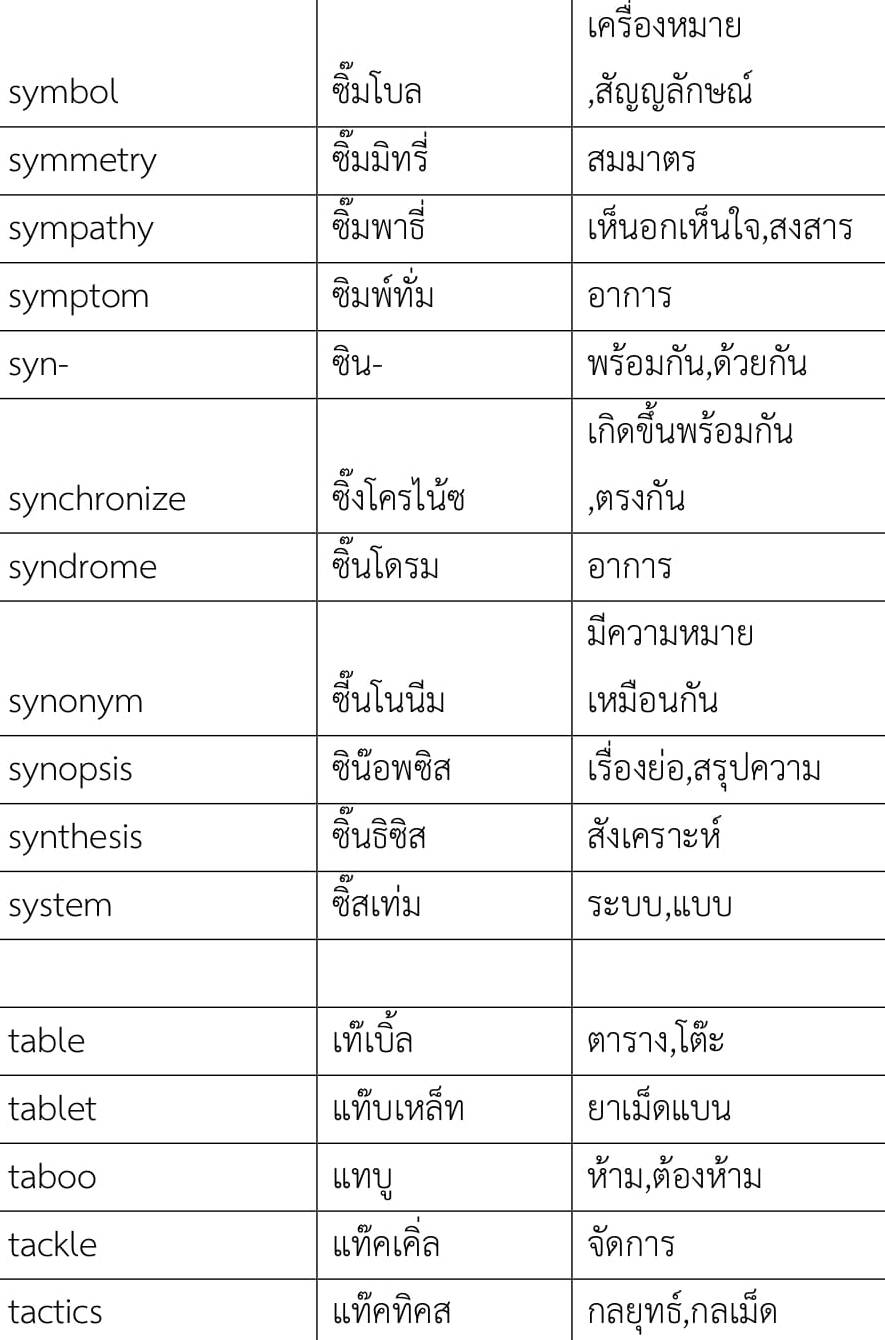 เครื่องหมาย
symbol ซิ๊มโบล ,สัญญลักษณ์
symmetry ซิ๊มมิทรี่ สมมาตร
sympathy ซิ๊มพาธี่ เห็นอกเห็นใจ,สงสาร
symptom ซิมพ์ทั่ม อาการ
syn- ซิน- พร้อมกัน,ด้วยกัน
เกิดขึ้นพร้อมกัน
synchronize ซิ๊งโครไน้ซ ,ตรงกัน
syndrome ซิ๊นโดรม อาการ
มีความหมาย
synonym ซี๊นโนนีม เหมือนกัน
synopsis ซิน๊อพซิส เรื่องย่อ,สรุปความ
synthesis ซิ๊นธิซิส สังเคราะห์
system ซิ๊สเท่ม ระบบ,แบบ
table เท๊เบิ้ล ตาราง,โต๊ะ
tablet แท๊บเหล็ท ยาเม็ดแบน
taboo แทบู ห้าม,ต้องห้าม
tackle แท๊คเคิ่ล จัดการ
tactics แท๊คทิคส กลยุทธ์,กลเม็ด